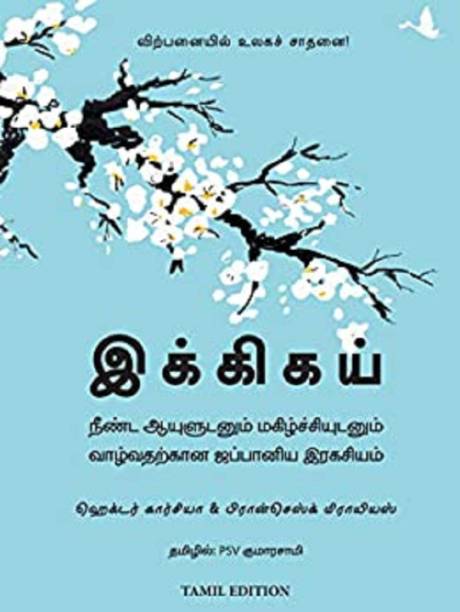 விற்பனையில் உலகச் சாதனை!
இக்கிகய்
நீண்ட ஆயுளுடனும் மகிழ்ச்சியுடனும்
வாழ்வதற்கான ஜப்பானிய இரகசியம்
ஹெக்டர் கார்சியா & பிரான்செஸ்க் மிராயியஸ்
தமிழில்: PSV குமாரசாமி
TAMIL EDITION